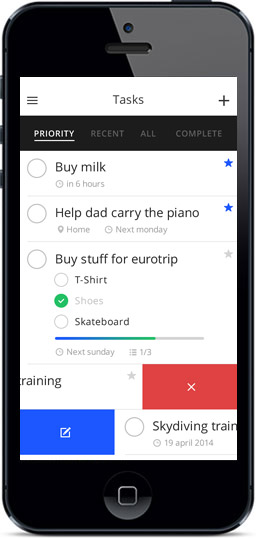 Tasks
PRIORITY RECENT ALL COMPLETE
Buy milk
in 6 hours
Help dad carry the piano
Home Next monday
Buy stuff for eurotrip
T-Shirt
Shoes
Skateboard
Next sunday 1/3
training
Skydiving train
19 april 2014